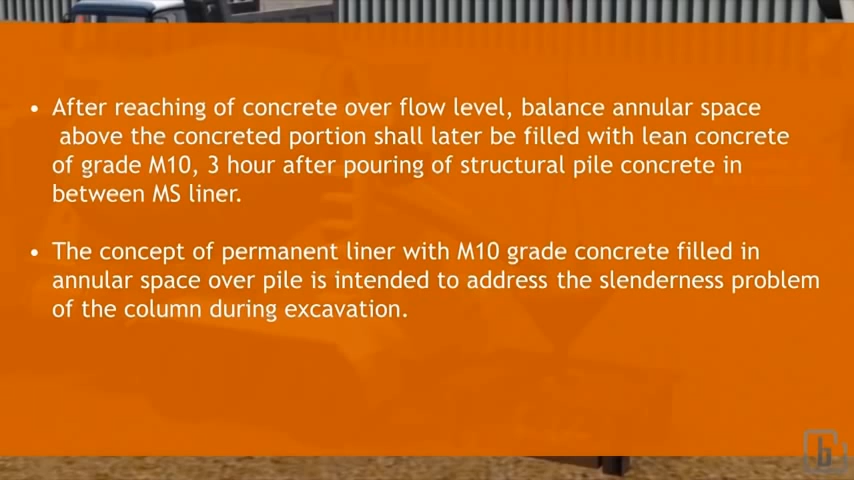 • After reaching of concrete over flow level, balance annular space
above the concreted portion shall later be filled with lean concrete
of grade M10, 3 hour after pouring of structural pile concrete in
between MS liner.
• The concept of permanent liner with M10 grade concrete filled in
annular space over pile is intended to address the slenderness problem
of the column during excavation.
b